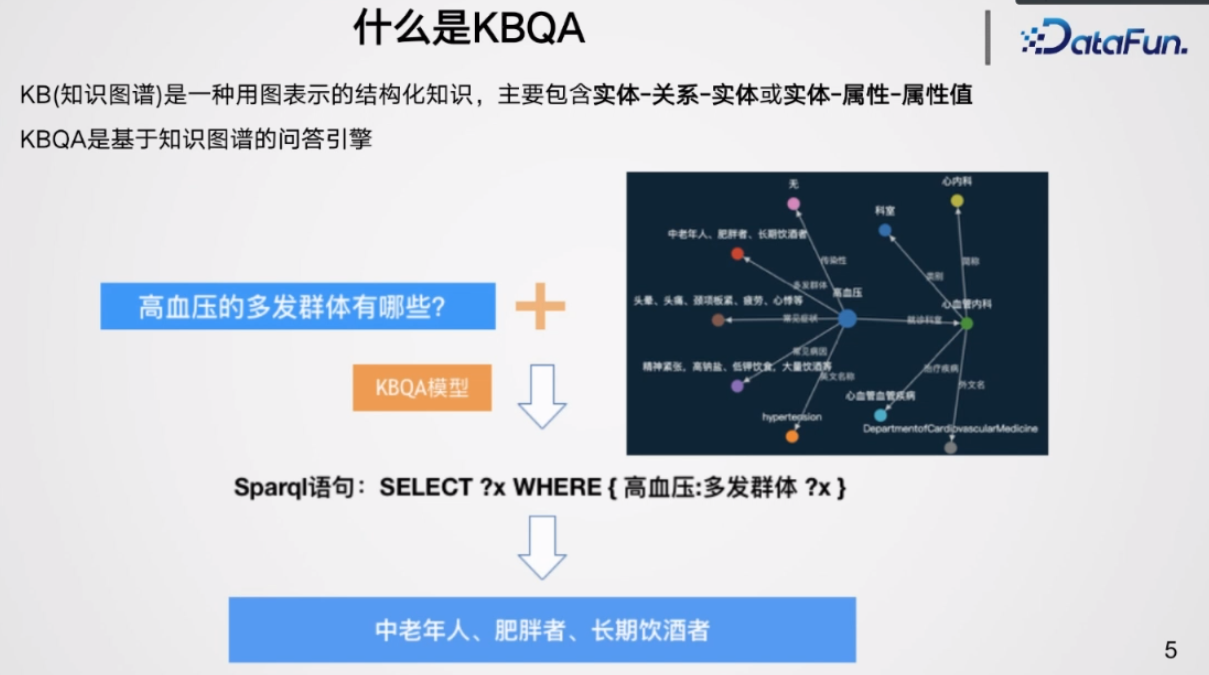 什么是KBQA
DataFun.
KB(知识图谱)是一种用图表示的结构化知识，主要包含实体-关系-实体或实体-属性-属性值
KBQA是基于知识图谱的问答引擎
无
心内科
科室
中老年人、肥胖者、长期饮酒者
传染性
类别
简称
多发群体
高血压
头晕、头痛、颈项板紧、疲劳、心悸等
心血管内科
常见症状
就诊科室
常见病因
精神紧张，高钠盐、低钾饮食，大量饮酒等
英文名称
治疗疾病
外文名
心血管血管疾病
hypertension
DepartmentofCardiovascularMedicine
高血压的多发群体有哪些?
KBQA模型
Sparql语句：SELECT ?x WHERE { 高血压:多发群体 ?x }
中老年人、肥胖者、长期饮酒者
5